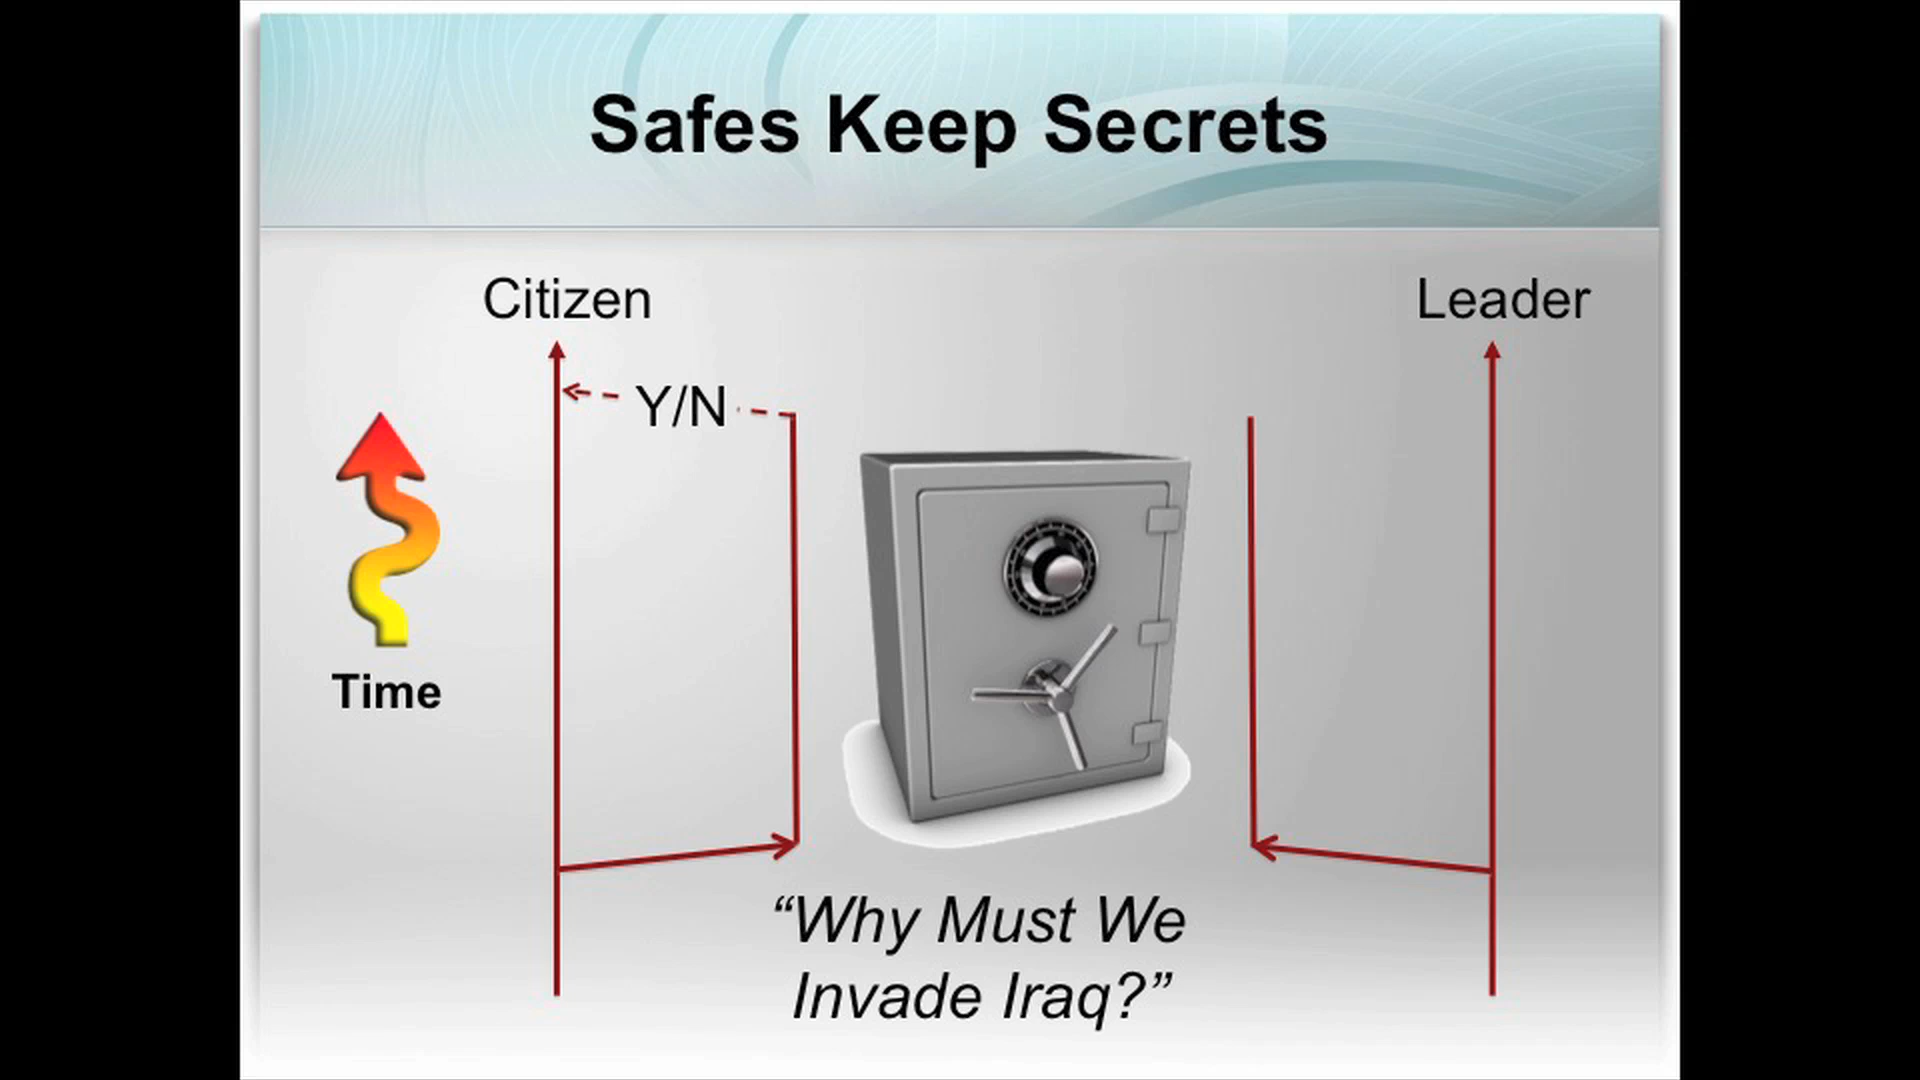 Safes Keep Secrets
Citizen
Leader
Y/N
Time
“Why Must We
Invade Iraq?”